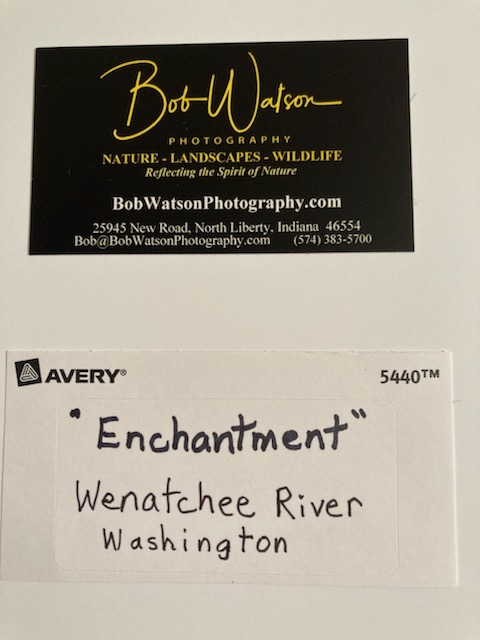 Bob Watson
PHOTOGRAPHY
NATURE - LANDSCAPES - WILDLIFE
Reflecting the Spirit of Nature
BobWatsonPhotography.com
25945 New Road, North Liberty, Indiana 46554
Bob@BobWatsonPhotography.com (574) 383-5700
AVERY® 5440™
"Enchantment"
Wenatchee River
Washington